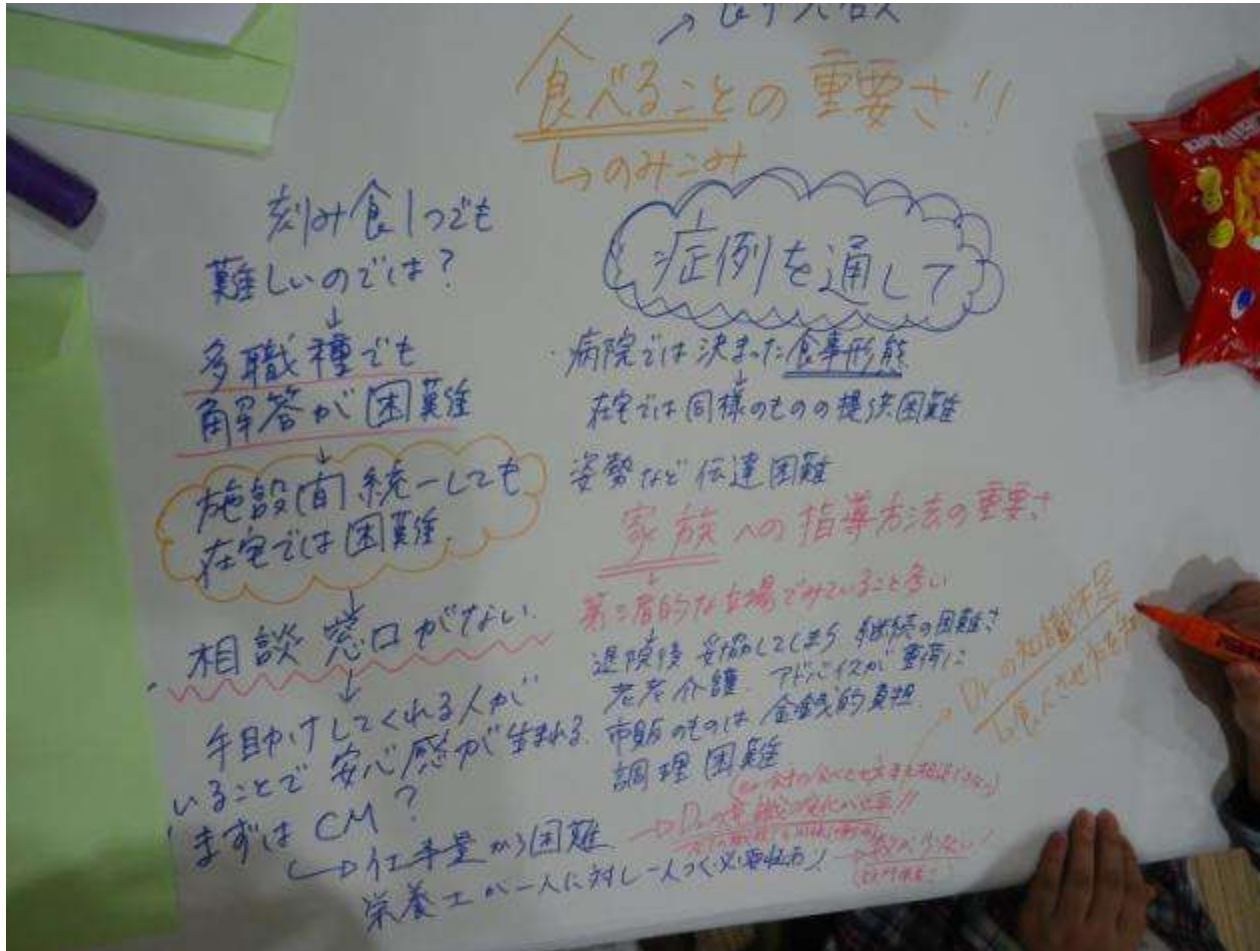 食べることの重要さ!!
↳のみこみ
刻み食1つでも
難しいのでは?
↓
多職種でも
解答が困難
↓
施設間統一しても
在宅では困難
↓
相談窓口がない
↓
手助けしてくれる人が
いることで安心感が生まれる
まずはCM?
↳仕事量から困難
栄養士が一人に対し一人つく必要性あり!
症例を通して
・病院では決まった食事形態
↓
在宅では同様のものの提供困難
姿勢など伝達困難
家族への指導方法の重要さ
↓
第三者的な立場でみていること多い
退院後 妥協してしまう 継続の困難さ
老老介護 アドバイスが重荷に
市販のものは金銭的負担
調理困難
Dr.の知識不足
→Dr.の意識の変化が必要!!
→数が少ない!